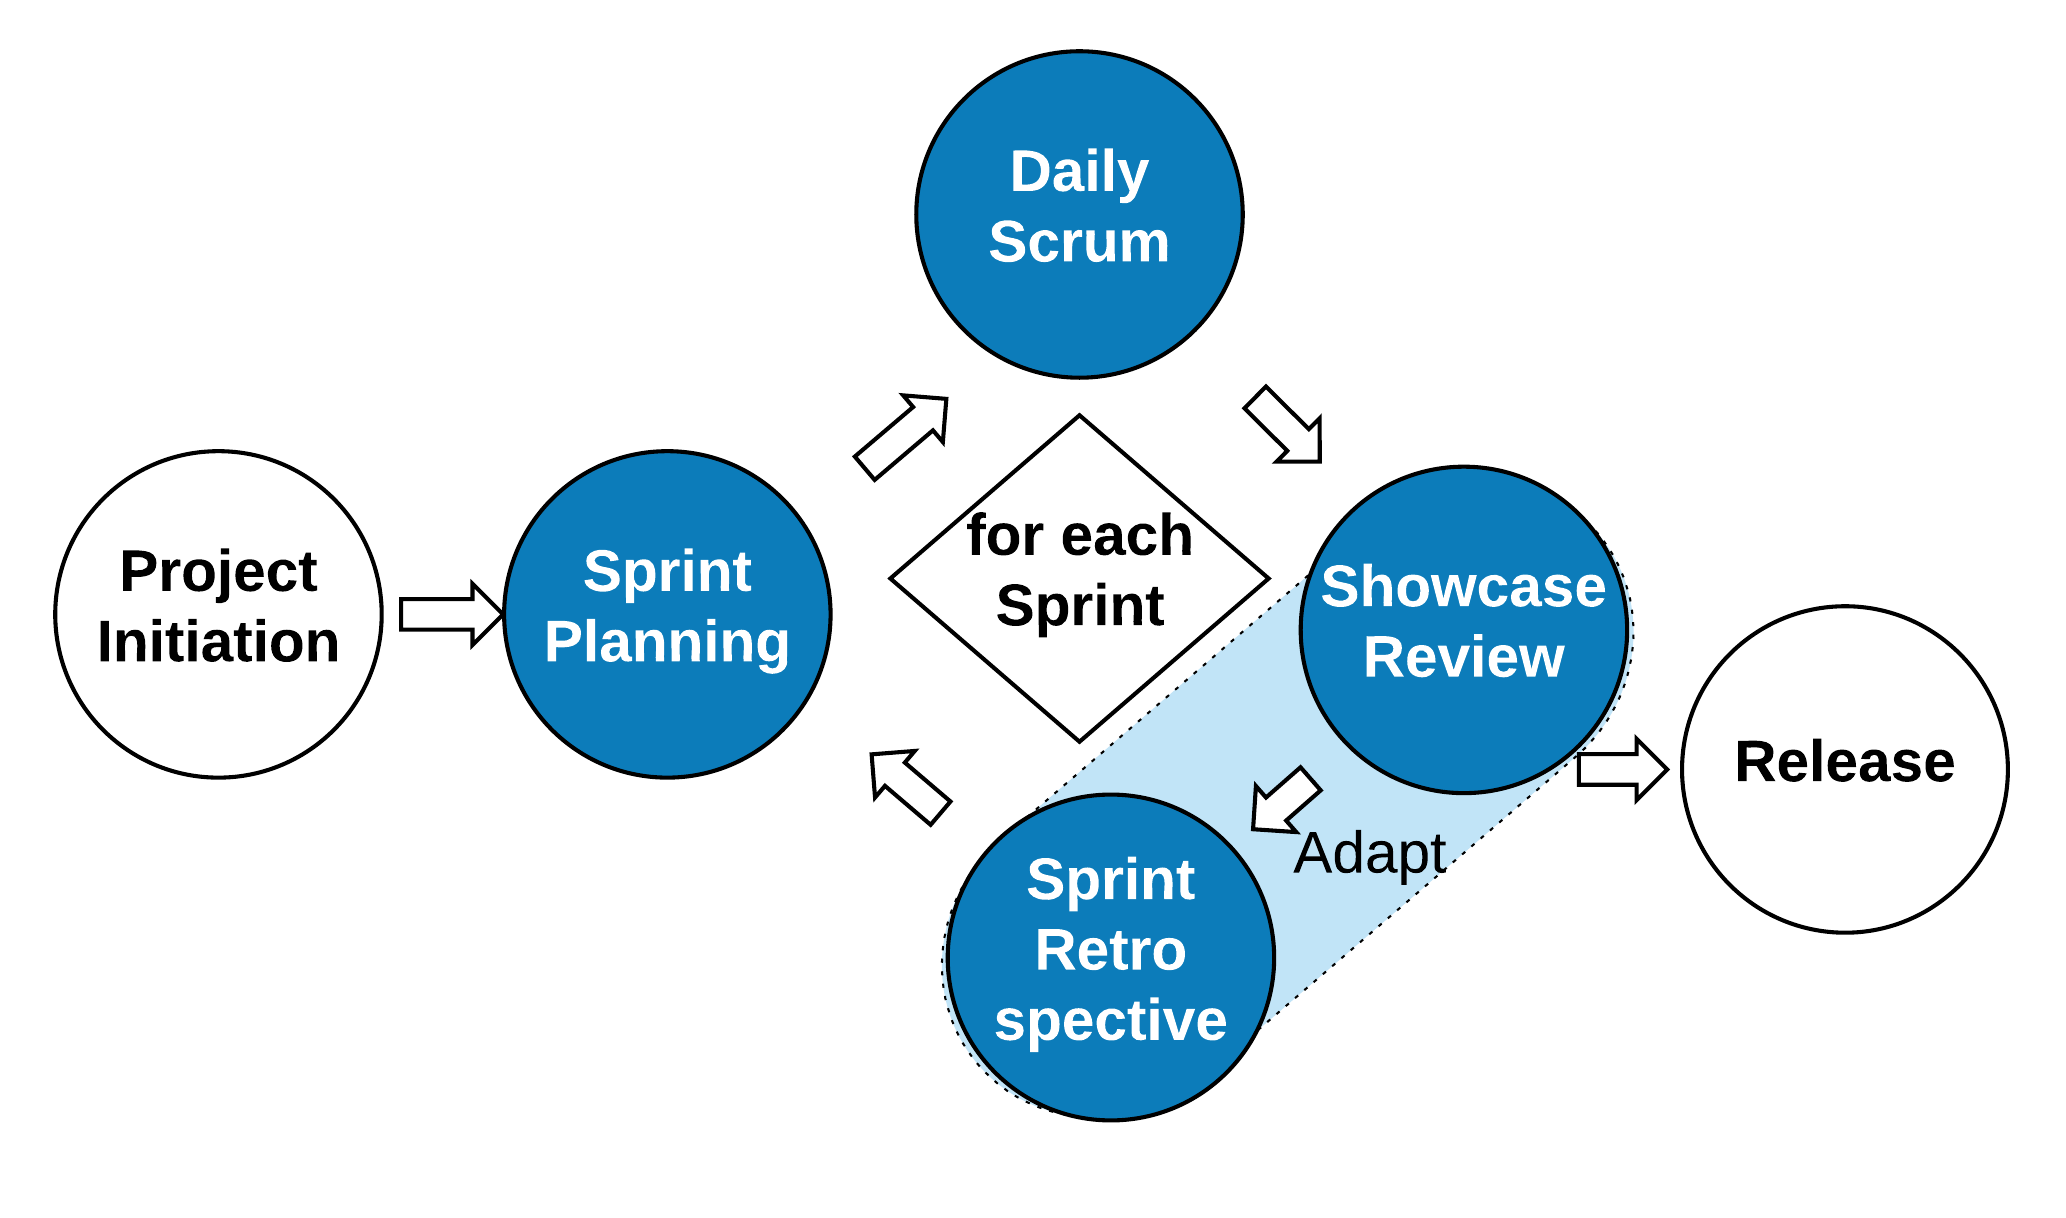 Daily
Scrum
Project
Initiation
Sprint
Planning
for each
Sprint
Showcase
Review
Release
Adapt
Sprint
Retro
spective